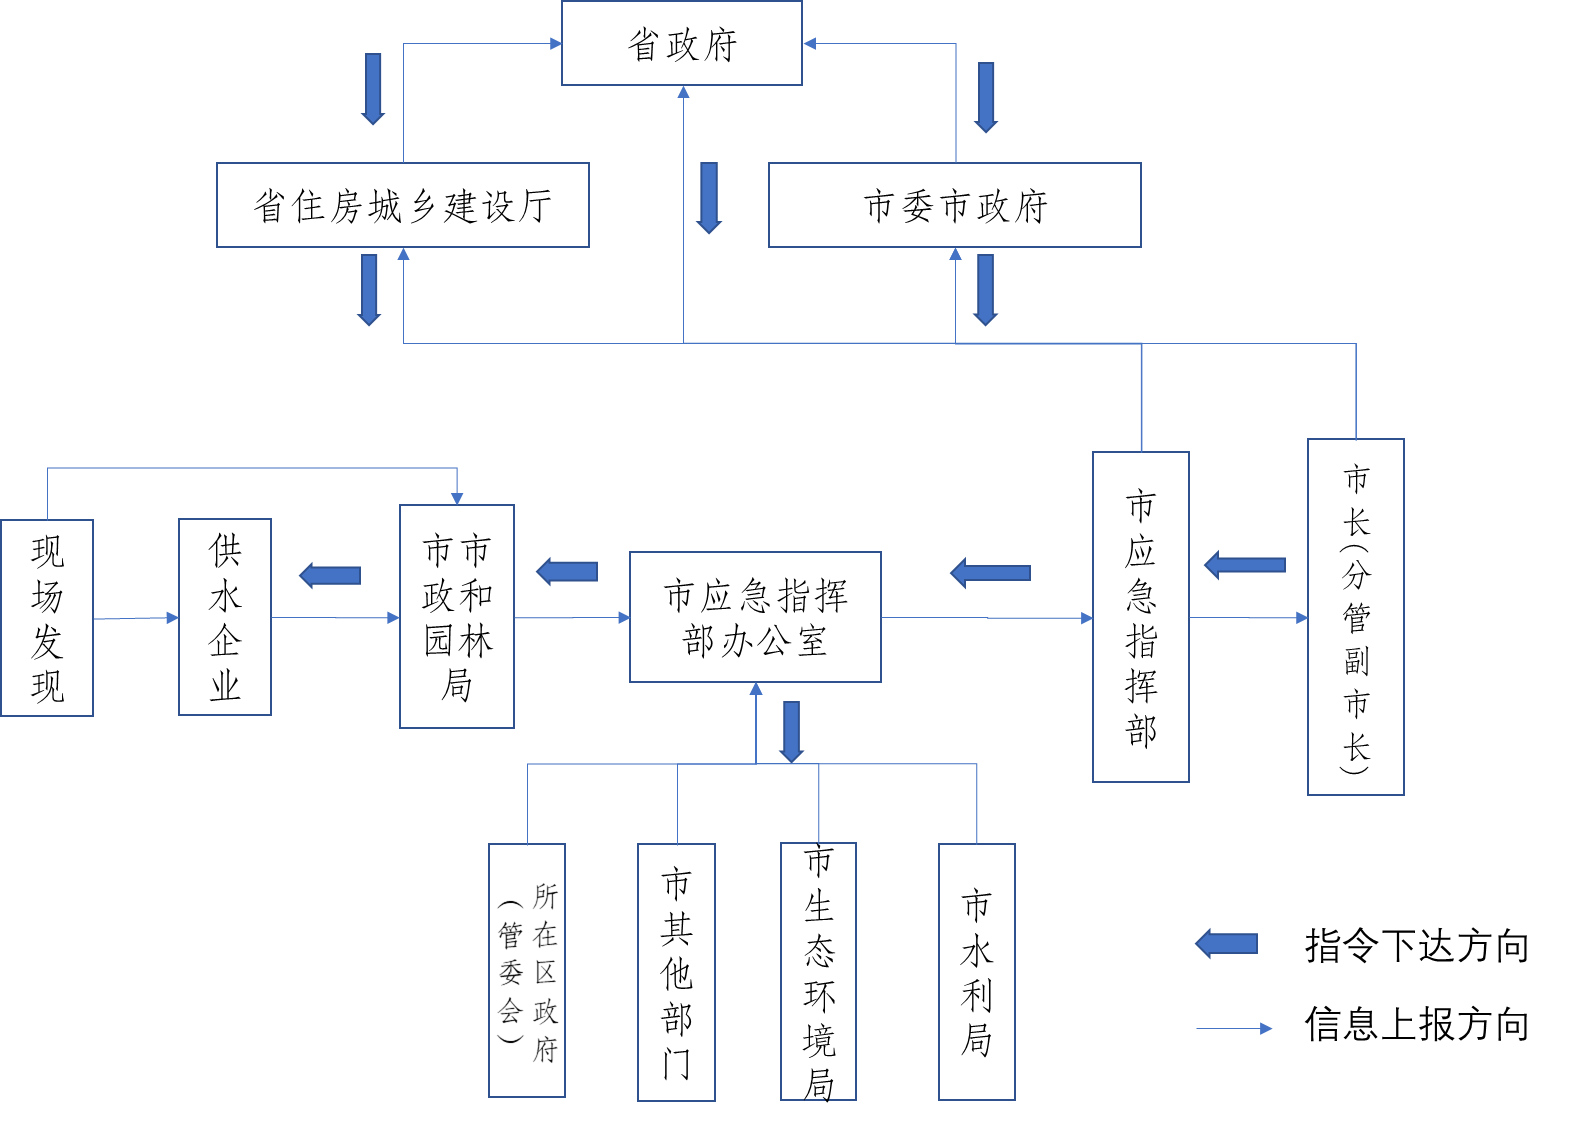 省政府
省住房城乡建设厅
市委市政府
现场发现
供水企业
市市
政和
园林
局
市应急指挥
部办公室
市应急指挥部
市长(分管副市长)
所在区政府
(管委会)
市其他部门
市生态环境局
市水利局
指令下达方向
信息上报方向